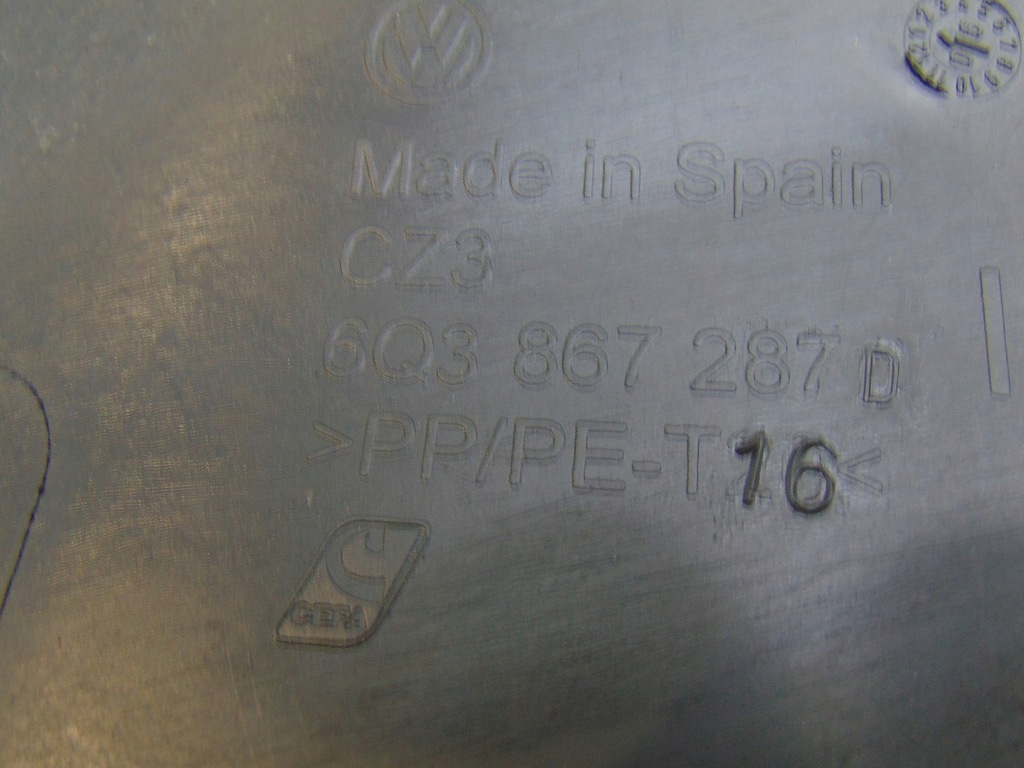 Made in Spain
CZ3
6Q3 867 287 D
>PP/PE-T16<